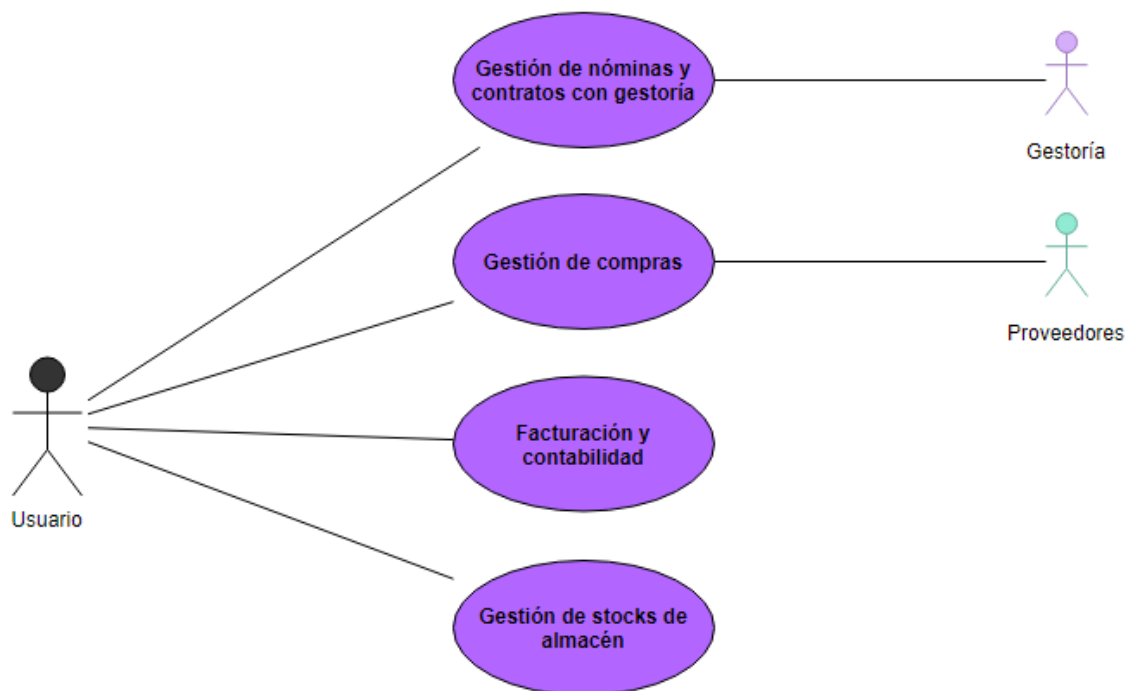 Gestión de nóminas y
contratos con gestoría
Gestoría
Gestión de compras
Proveedores
Facturación y
contabilidad
Usuario
Gestión de stocks de
almacén